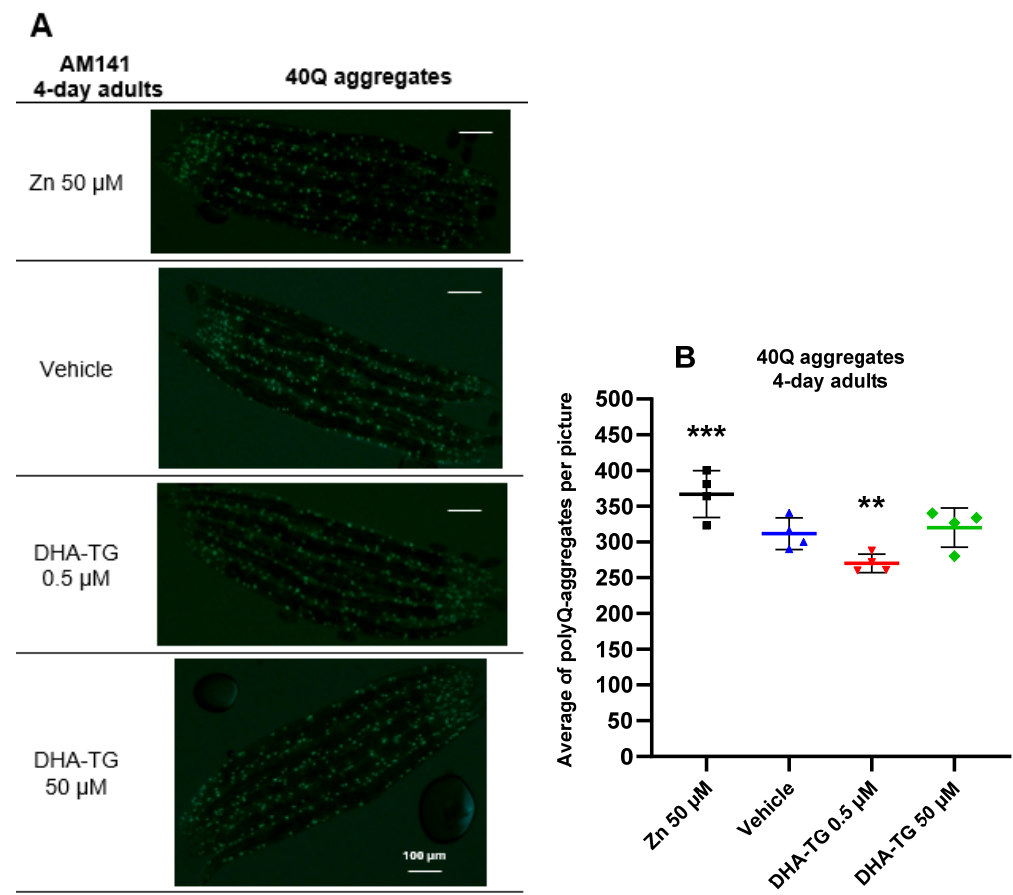 A
AM141
4-day adults
40Q aggregates
Zn 50 µM
Vehicle
DHA-TG
0.5 µM
DHA-TG
50 µM
100 µm
B
40Q aggregates
4-day adults
Average of polyQ-aggregates per picture
500
450
400
350
300
250
200
150
100
50
0
***
**
Zn 50 µM
Vehicle
DHA-TG 0.5 µM
DHA-TG 50 µM